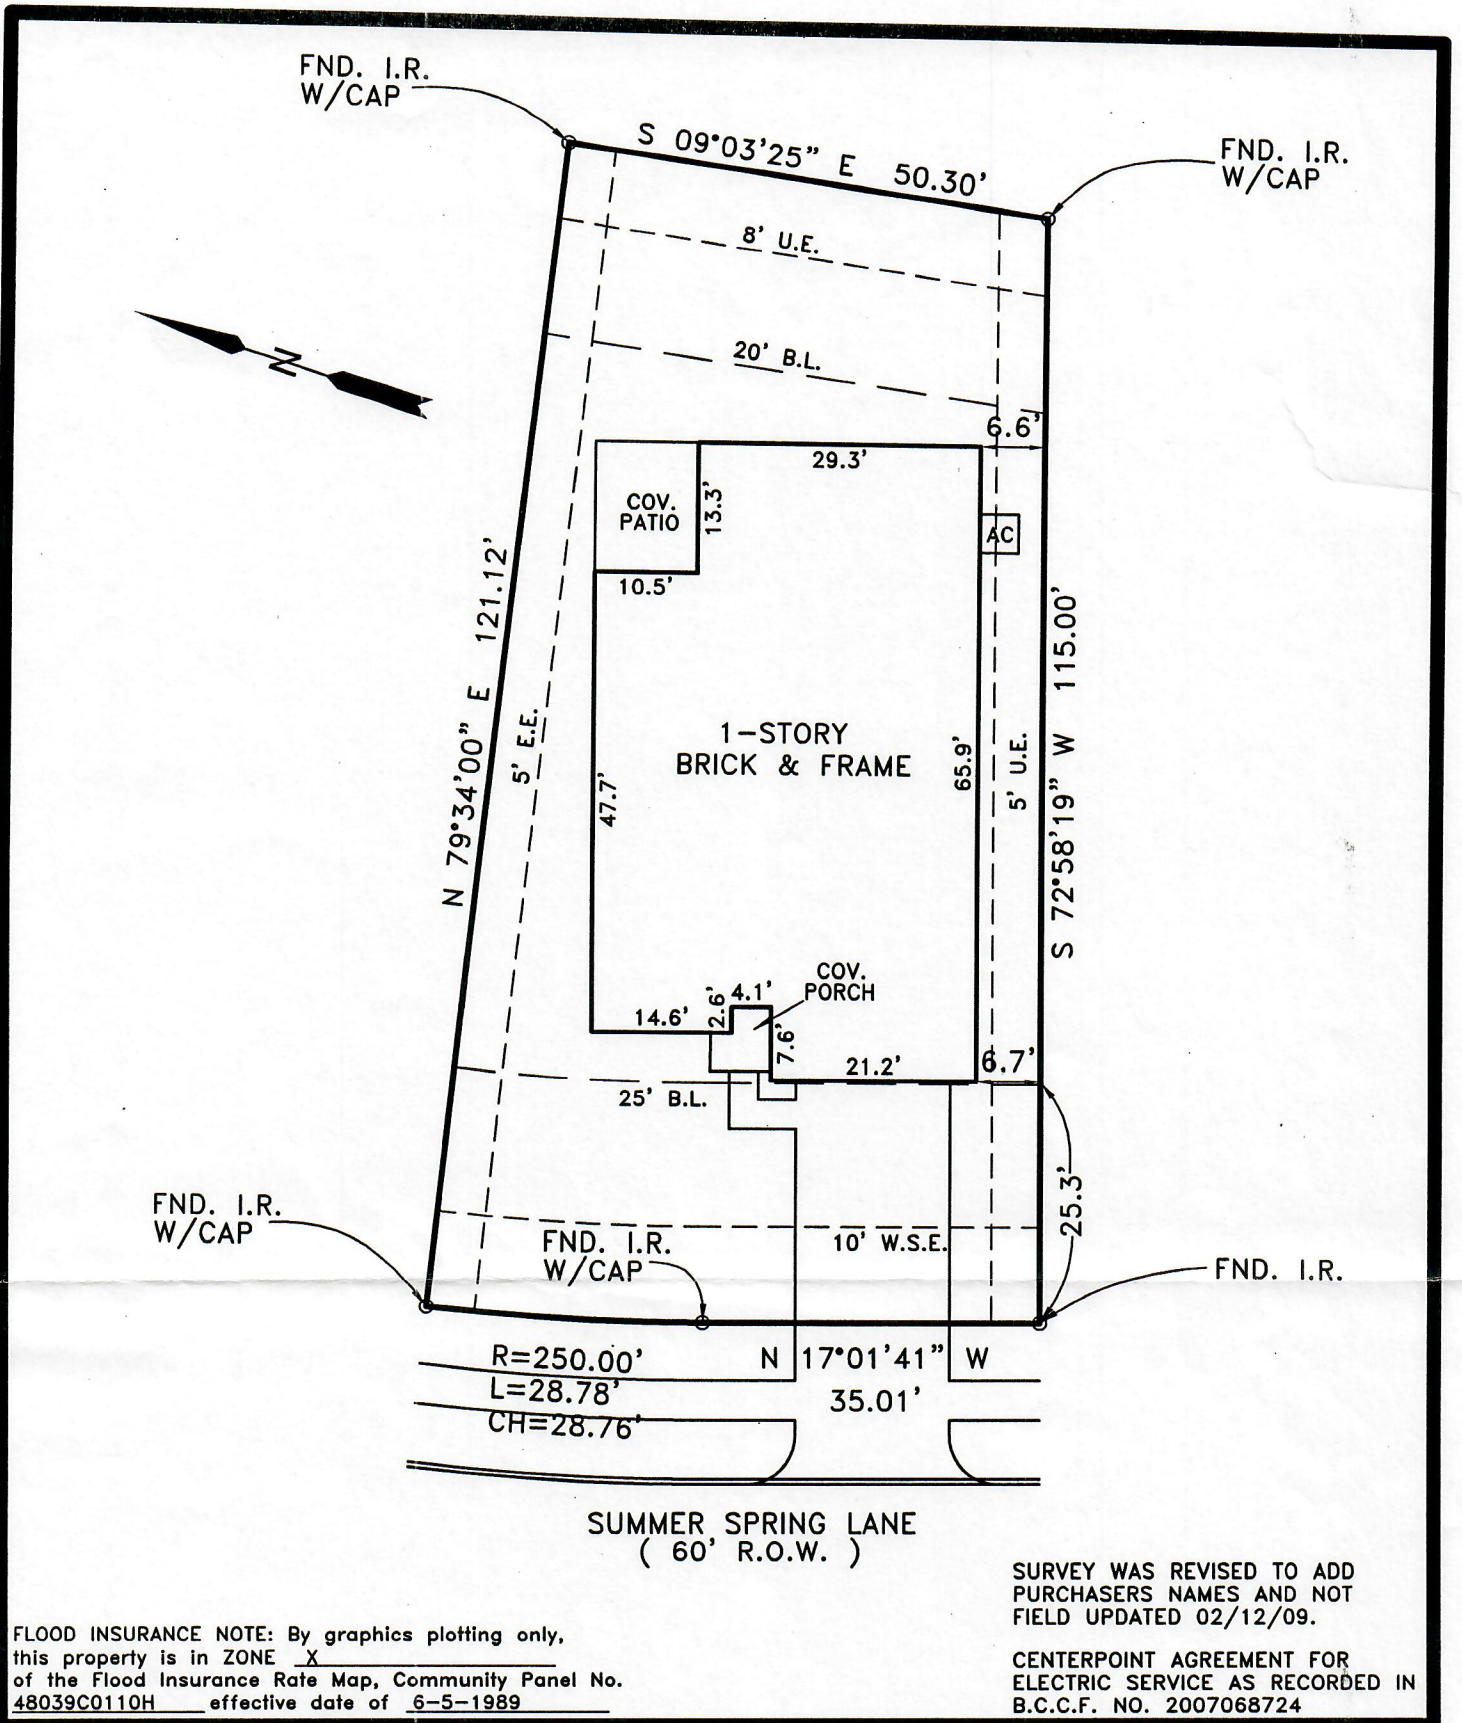 FND. I.R.
W/CAP
S 09°03'25" E 50.30'
FND. I.R.
W/CAP
8' U.E.
N
20' B.L.
6.6'
29.3'
COV.
PATIO
13.3'
AC
10.5'
N 79°34'00" E 121.12'
5' E.E.
47.7'
1-STORY
BRICK & FRAME
65.9'
5' U.E.
S 72°58'19" W 115.00'
COV.
PORCH
14.6'
2.6'
4.1'
7.6'
21.2'
6.7'
25' B.L.
25.3'
FND. I.R.
W/CAP
FND. I.R.
W/CAP
10' W.S.E.
FND. I.R.
R=250.00'
L=28.78'
CH=28.76'
N 17°01'41" W
35.01'
SUMMER SPRING LANE
( 60' R.O.W. )
SURVEY WAS REVISED TO ADD
PURCHASERS NAMES AND NOT
FIELD UPDATED 02/12/09.
FLOOD INSURANCE NOTE: By graphics plotting only,
this property is in ZONE X
of the Flood Insurance Rate Map, Community Panel No.
48039C0110H effective date of 6-5-1989
CENTERPOINT AGREEMENT FOR
ELECTRIC SERVICE AS RECORDED IN
B.C.C.F. NO. 2007068724